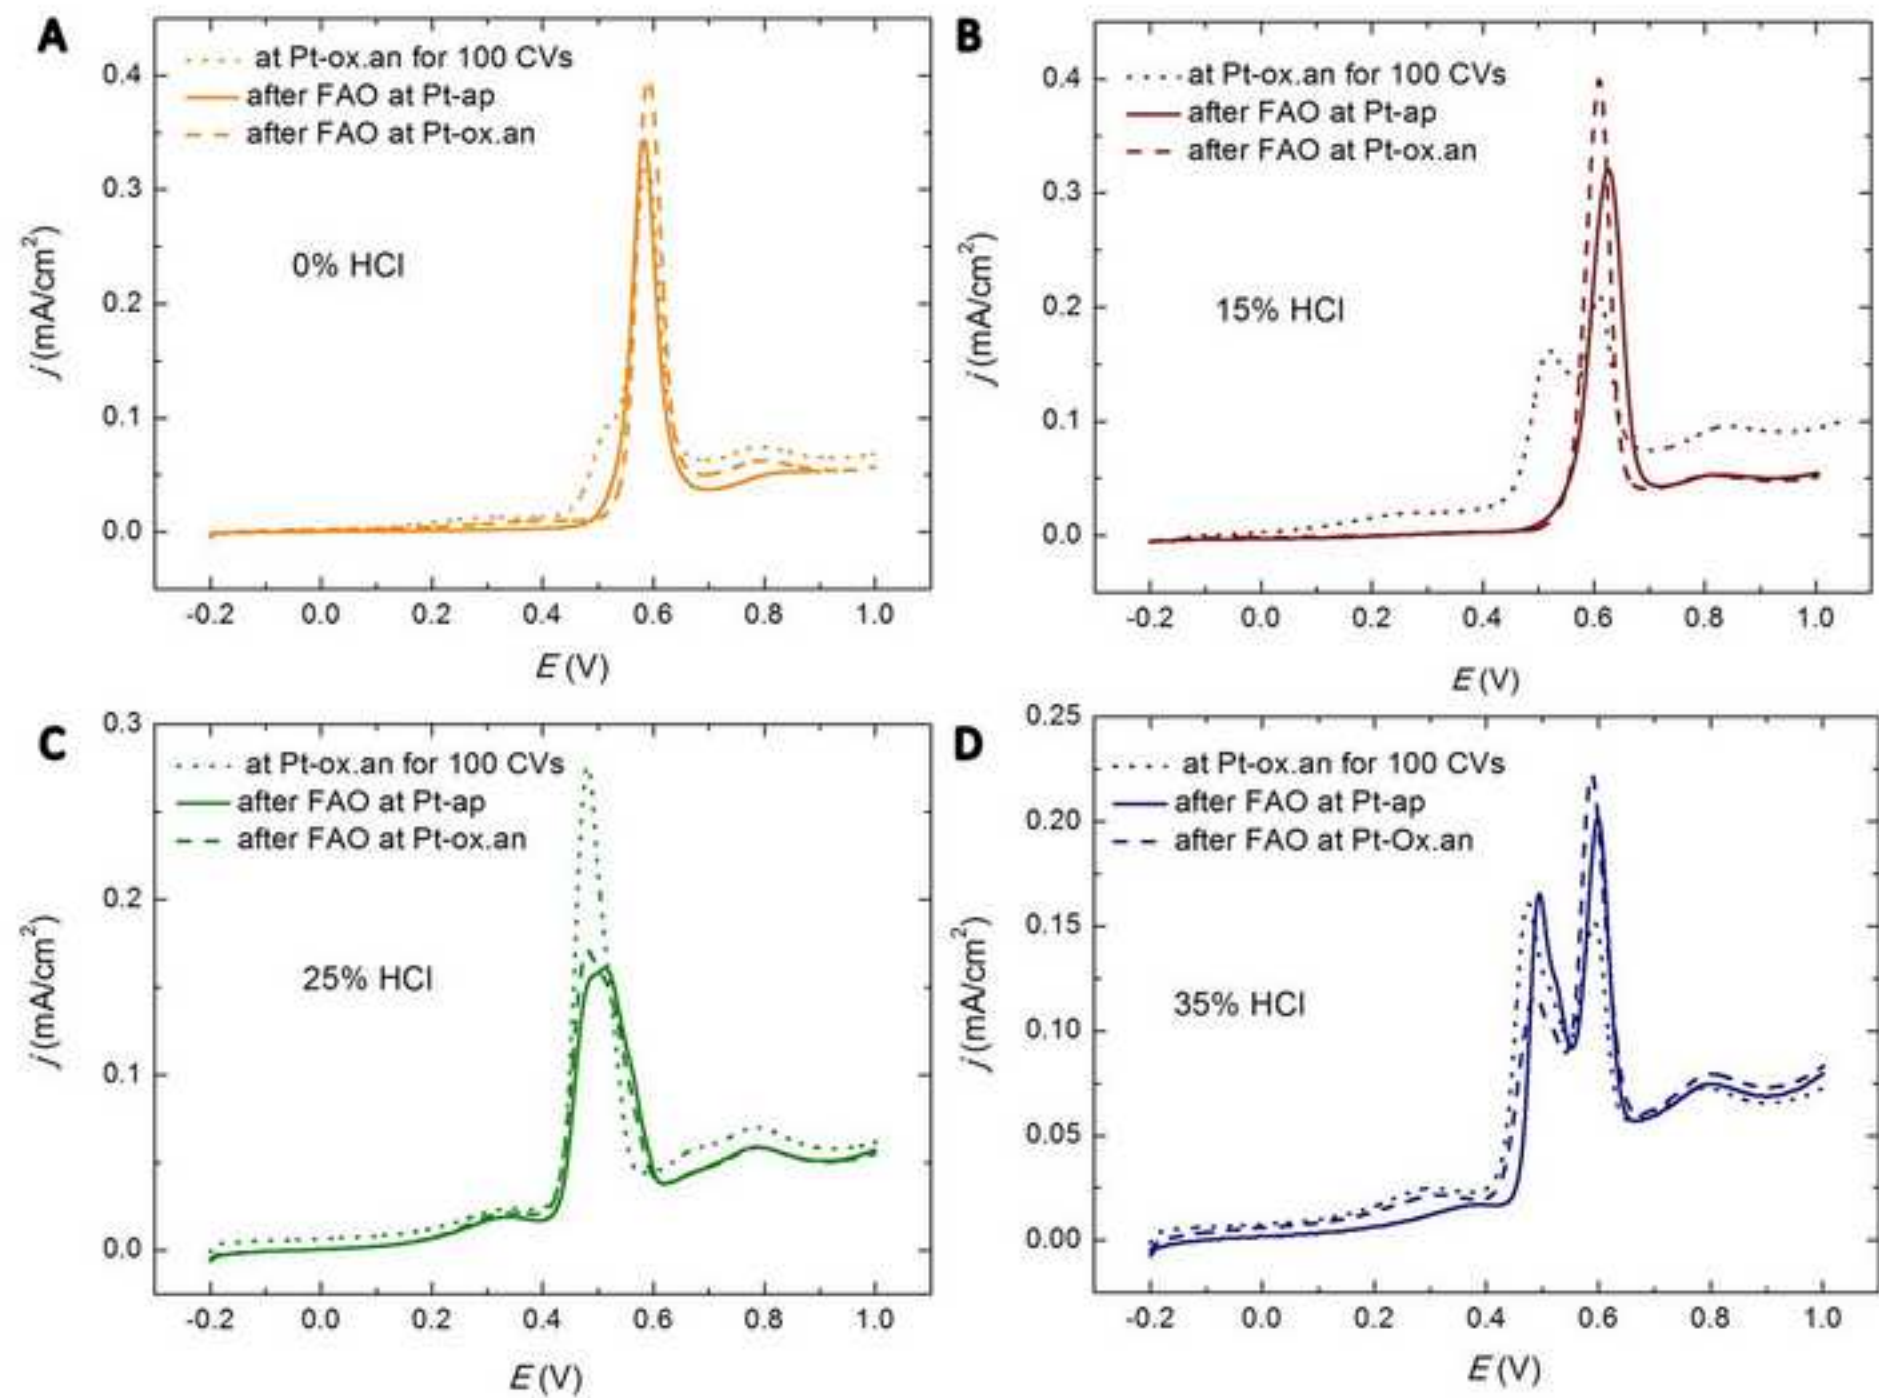 A
at Pt-ox.an for 100 CVs
after FAO at Pt-ap
after FAO at Pt-ox.an
0% HCl
0.4
0.3
0.2
0.1
0.0
j (mA/cm²)
-0.2 0.0 0.2 0.4 0.6 0.8 1.0
E (V)
B
at Pt-ox.an for 100 CVs
after FAO at Pt-ap
after FAO at Pt-ox.an
15% HCl
0.4
0.3
0.2
0.1
0.0
j (mA/cm²)
-0.2 0.0 0.2 0.4 0.6 0.8 1.0
E (V)
C
at Pt-ox.an for 100 CVs
after FAO at Pt-ap
after FAO at Pt-ox.an
25% HCl
0.3
0.2
0.1
0.0
j (mA/cm²)
-0.2 0.0 0.2 0.4 0.6 0.8 1.0
E (V)
D
at Pt-ox.an for 100 CVs
after FAO at Pt-ap
after FAO at Pt-Ox.an
35% HCl
0.25
0.20
0.15
0.10
0.05
0.00
j (mA/cm²)
-0.2 0.0 0.2 0.4 0.6 0.8 1.0
E (V)